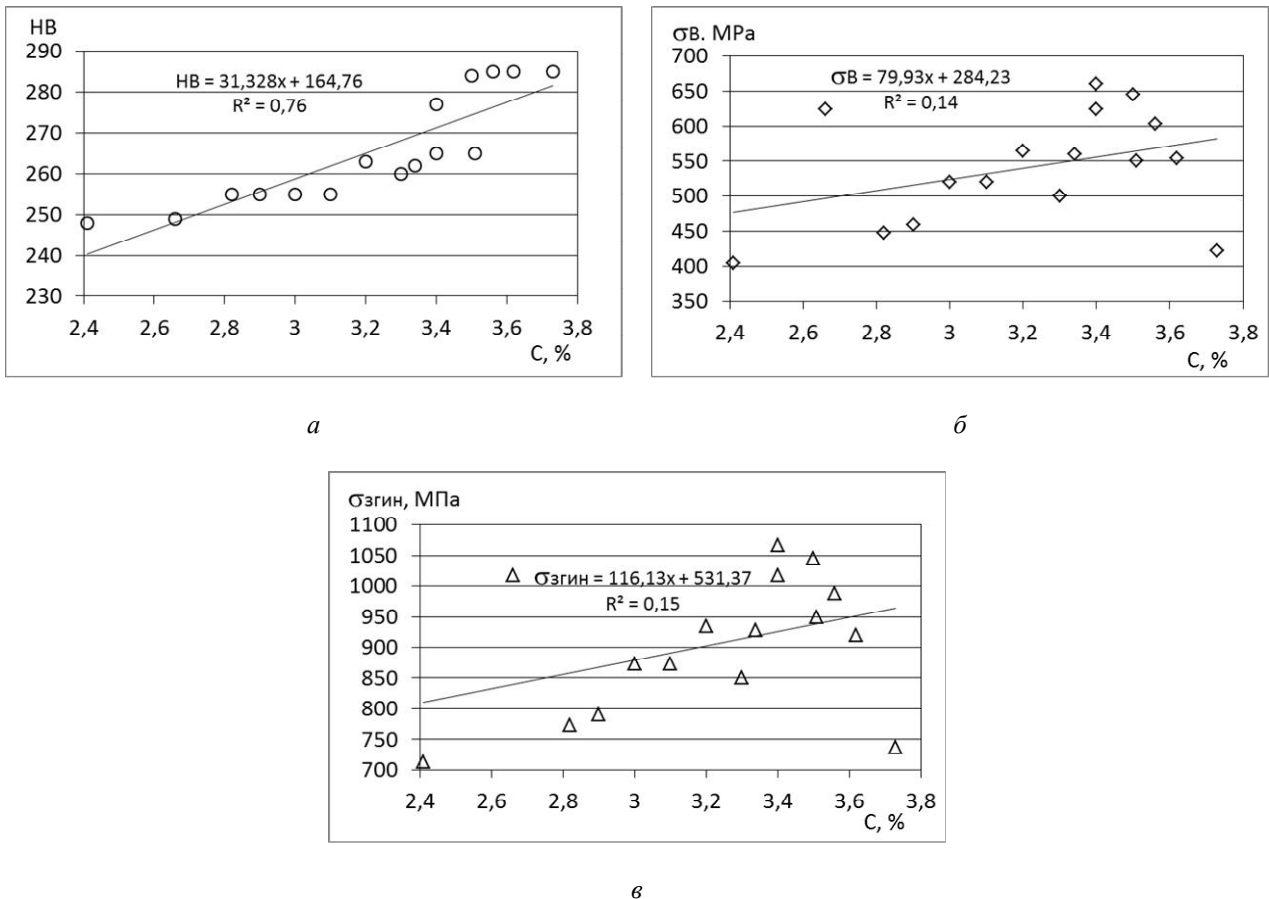 HB
290
280
270
260
250
240
230
HB = 31,328x + 164,76
R² = 0,76
2,4 2,6 2,8 3 3,2 3,4 3,6 3,8
C, %
а
σВ. МРа
700
650
600
550
500
450
400
350
σВ = 79,93x + 284,23
R² = 0,14
2,4 2,6 2,8 3 3,2 3,4 3,6 3,8
C, %
б
σзгин, МПа
1100
1050
1000
950
900
850
800
750
700
σзгин = 116,13x + 531,37
R² = 0,15
2,4 2,6 2,8 3 3,2 3,4 3,6 3,8
C, %
в